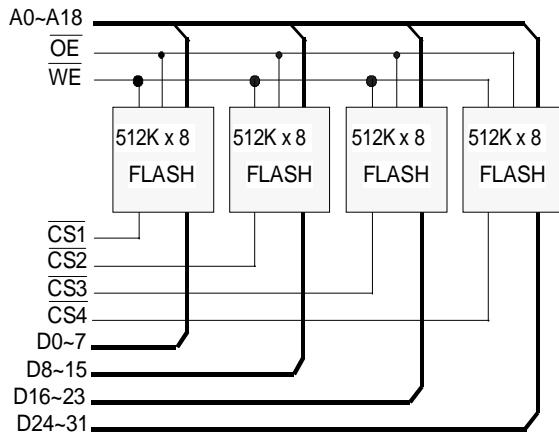 A0~A18
OE
WE
512K x 8 512K x 8 512K x 8 512K x 8
FLASH FLASH FLASH FLASH
CS1
CS2
CS3
CS4
D0~7
D8~15
D16~23
D24~31